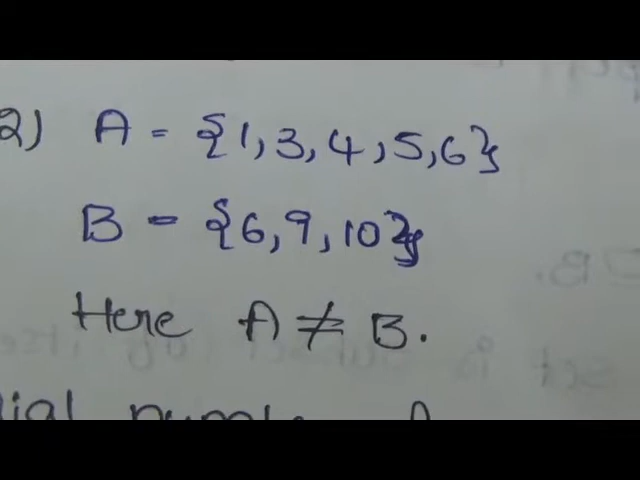 2) A = {1, 3, 4, 5, 6}
B = {6, 9, 10}
Here A ≠ B.